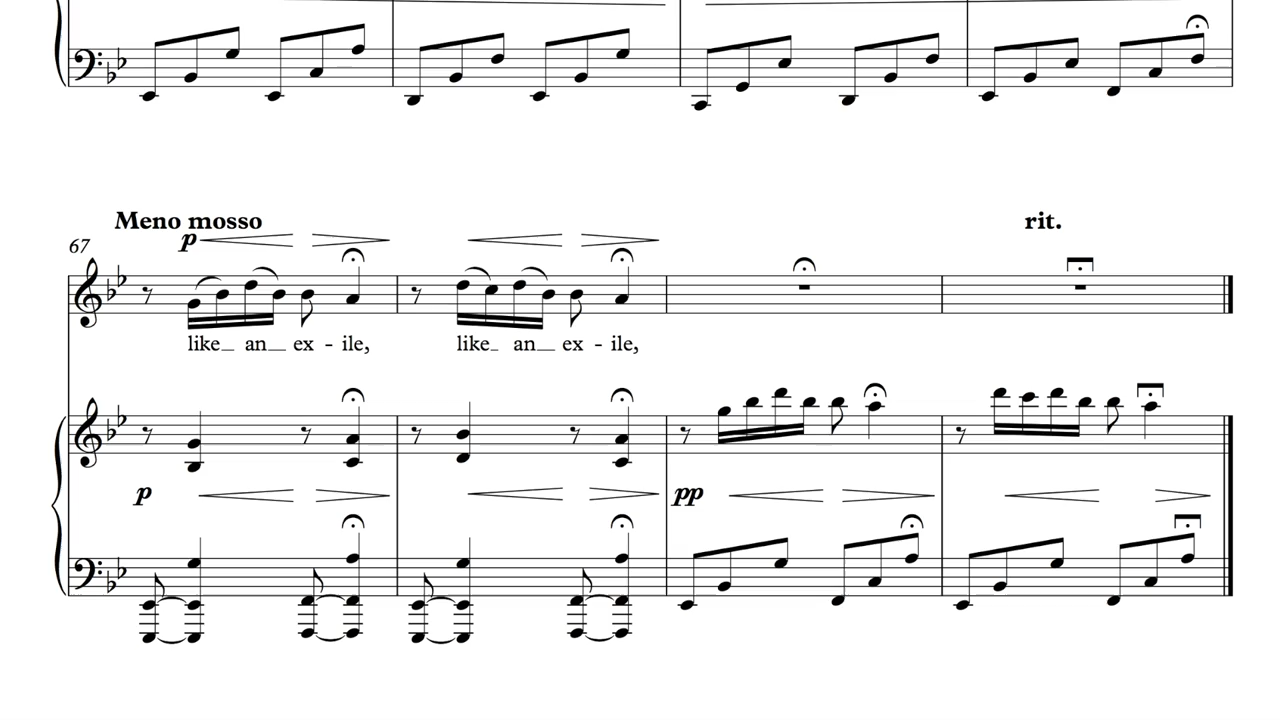 Meno mosso rit.
67 p
like_ an_ ex - ile, like_ an_ ex - ile,
p pp